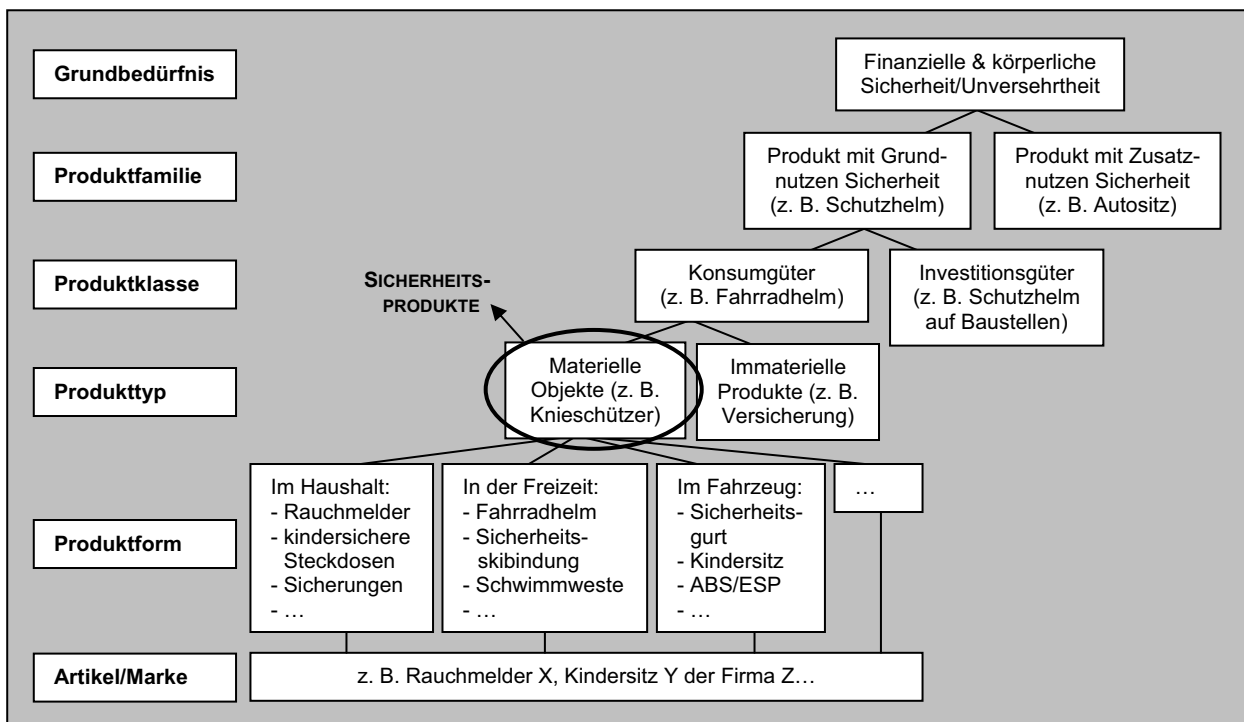 Grundbedürfnis
Finanzielle & körperliche
Sicherheit/Unversehrtheit
Produktfamilie
Produkt mit Grund-
nutzen Sicherheit
(z. B. Schutzhelm)
Produkt mit Zusatz-
nutzen Sicherheit
(z. B. Autositz)
Produktklasse
SICHERHEITS-
PRODUKTE
Konsumgüter
(z. B. Fahrradhelm)
Investitionsgüter
(z. B. Schutzhelm
auf Baustellen)
Produkttyp
Materielle
Objekte (z. B.
Knieschützer)
Immaterielle
Produkte (z. B.
Versicherung)
Produktform
Im Haushalt:
- Rauchmelder
- kindersichere
Steckdosen
- Sicherungen
- …
In der Freizeit:
- Fahrradhelm
- Sicherheits-
skibindung
- Schwimmweste
- …
Im Fahrzeug:
- Sicherheits-
gurt
- Kindersitz
- ABS/ESP
- …
…
Artikel/Marke
z. B. Rauchmelder X, Kindersitz Y der Firma Z…